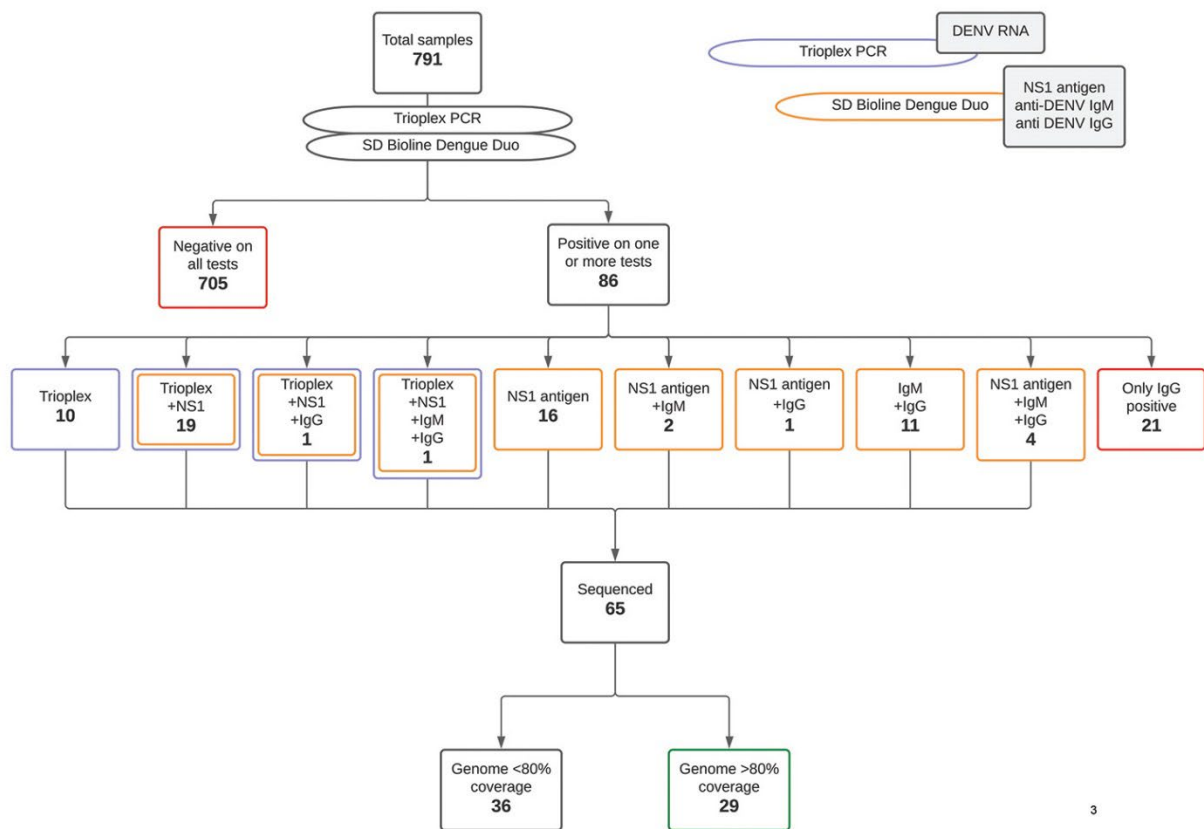 Total samples
791
DENV RNA
Trioplex PCR
NS1 antigen
anti-DENV IgM
anti DENV IgG
SD Bioline Dengue Duo
Trioplex PCR
SD Bioline Dengue Duo
Negative on
all tests
705
Positive on one
or more tests
86
Trioplex
10
Trioplex
+NS1
19
Trioplex
+NS1
+IgG
1
Trioplex
+NS1
+IgM
+IgG
1
NS1 antigen
16
NS1 antigen
+IgM
2
NS1 antigen
+IgG
1
IgM
+IgG
11
NS1 antigen
+IgM
+IgG
4
Only IgG
positive
21
Sequenced
65
Genome <80%
coverage
36
Genome >80%
coverage
29
3